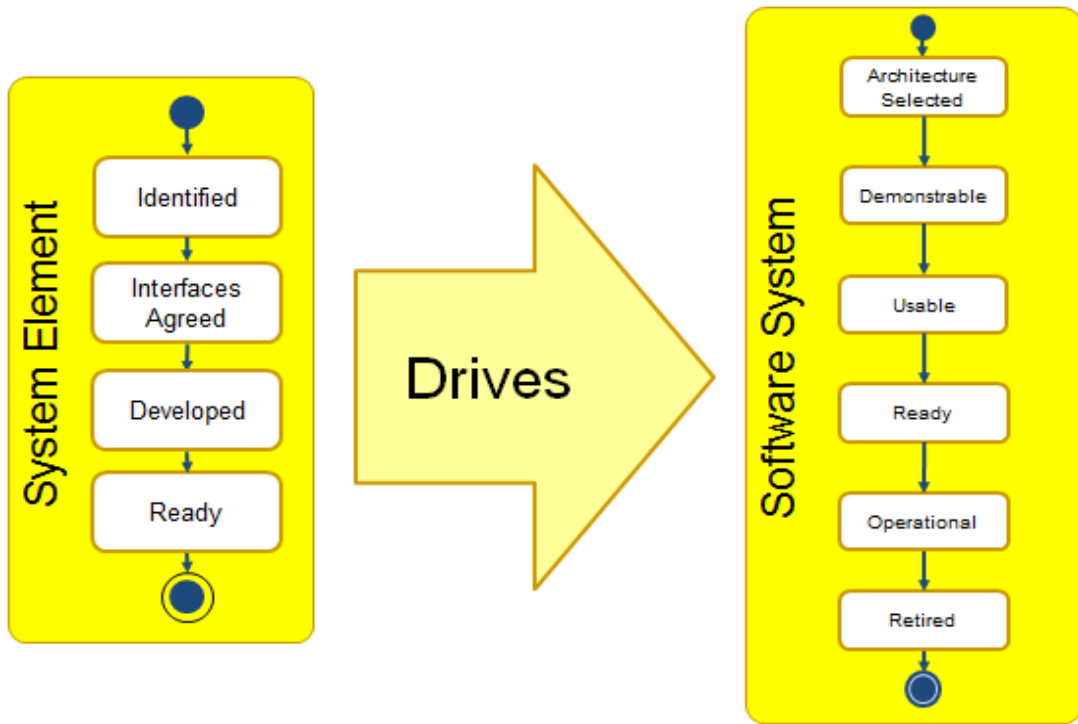 System Element
Identified
Interfaces
Agreed
Developed
Ready
Drives
Software System
Architecture
Selected
Demonstrable
Usable
Ready
Operational
Retired